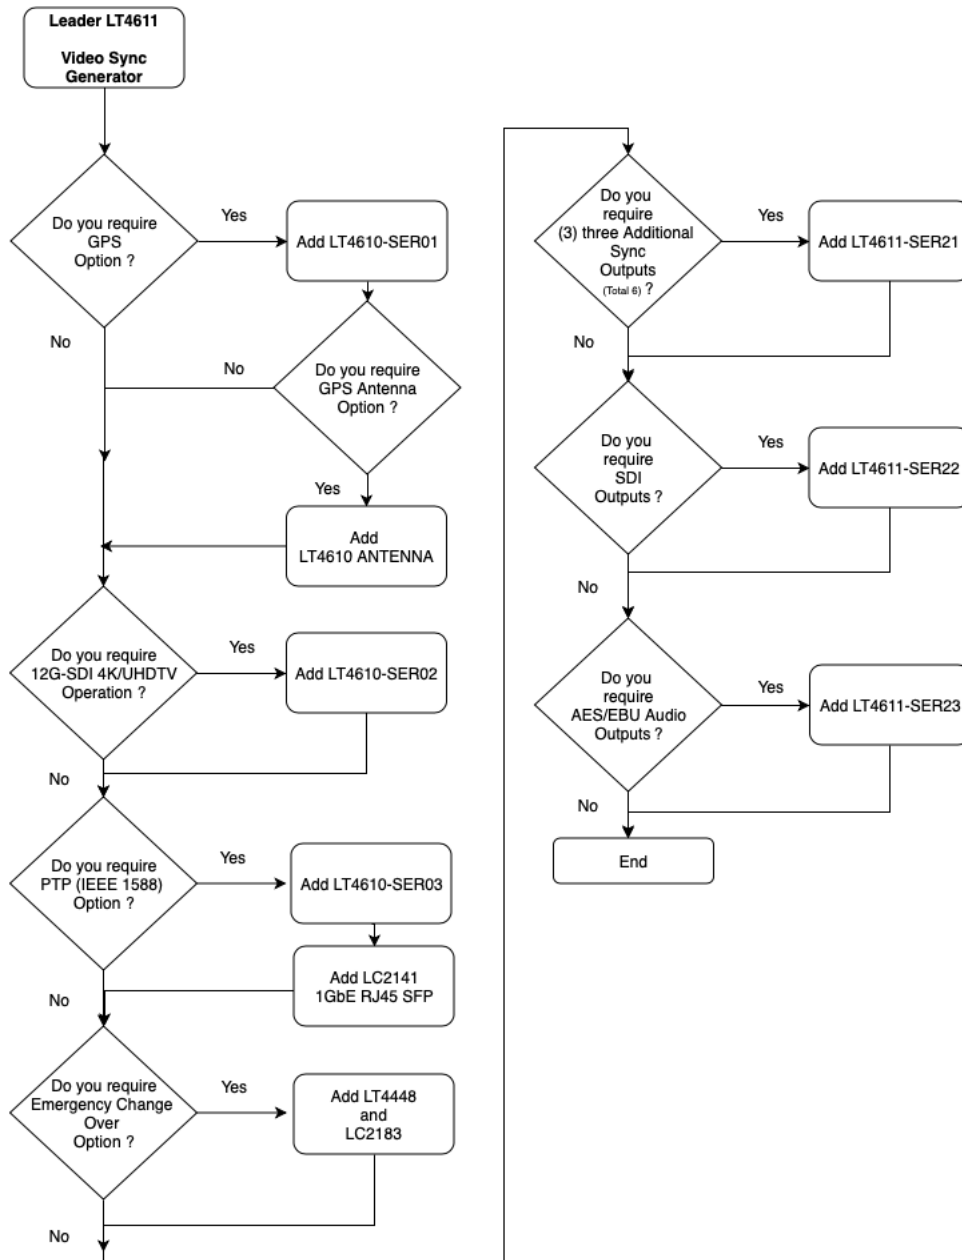 Leader LT4611
Video Sync
Generator
Do you require
GPS
Option ?
Yes
Add LT4610-SER01
No
Do you require
GPS Antenna
Option ?
No
Yes
Add
LT4610 ANTENNA
Do you require
12G-SDI 4K/UHDTV
Operation ?
Yes
Add LT4610-SER02
No
Do you require
PTP (IEEE 1588)
Option ?
Yes
Add LT4610-SER03
Add LC2141
1GbE RJ45 SFP
No
Do you require
Emergency Change
Over
Option ?
Yes
Add LT4448
and
LC2183
No
Do you
require
(3) three Additional
Sync
Outputs
(Total 6) ?
Yes
Add LT4611-SER21
No
Do you
require
SDI
Outputs ?
Yes
Add LT4611-SER22
No
Do you
require
AES/EBU Audio
Outputs ?
Yes
Add LT4611-SER23
No
End